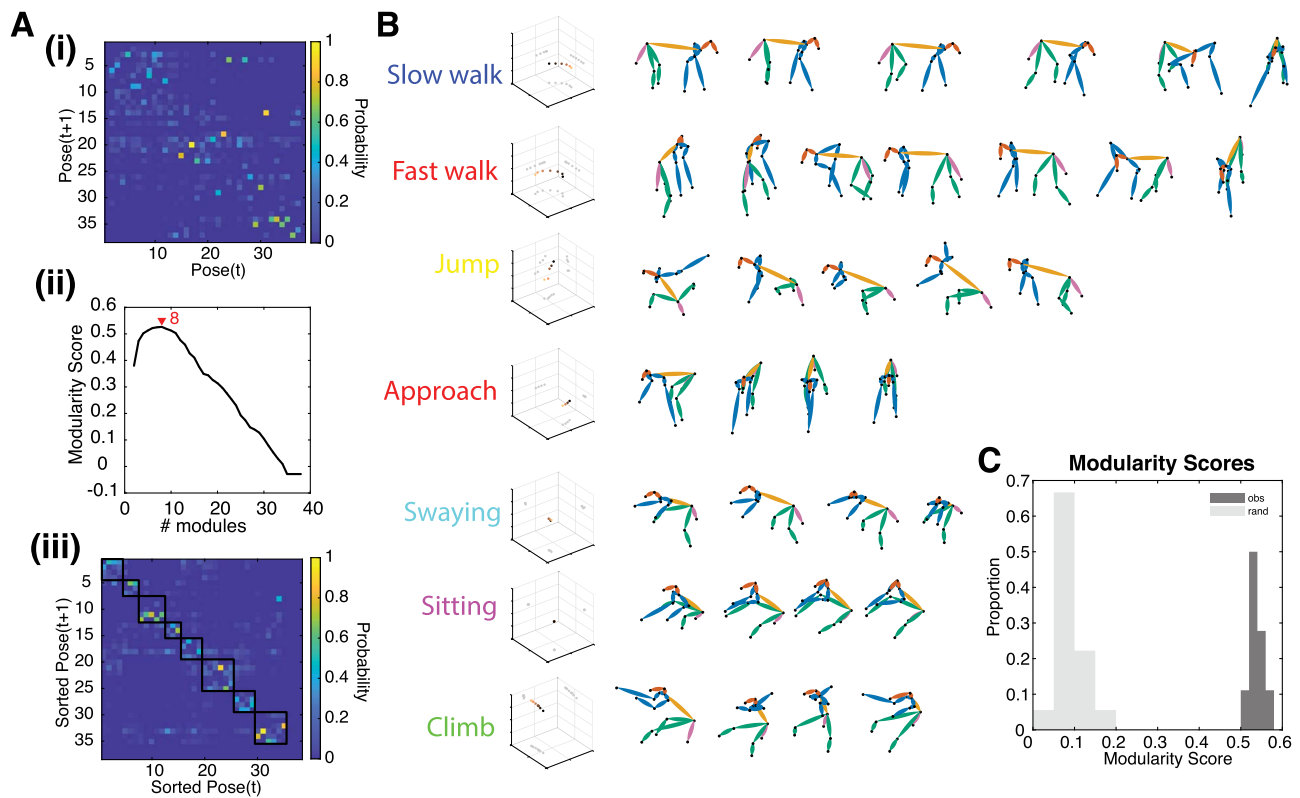 A
(i)
5
10
15
20
25
30
35
Pose(t+1)
10
20
30
Pose(t)
1
0.8
0.6
0.4
0.2
0
Probability
(ii)
0.6
0.5
0.4
0.3
0.2
0.1
0
-0.1
Modularity Score
8
0
10
20
30
40
# modules
(iii)
5
10
15
20
25
30
35
Sorted Pose(t+1)
10
20
30
Sorted Pose(t)
1
0.8
0.6
0.4
0.2
0
Probability
B
Slow walk
Fast walk
Jump
Approach
Swaying
Sitting
Climb
C
Modularity Scores
0.7
0.6
0.5
0.4
0.3
0.2
0.1
0
Proportion
obs
rand
0
0.1
0.2
0.3
0.4
0.5
0.6
Modularity Score